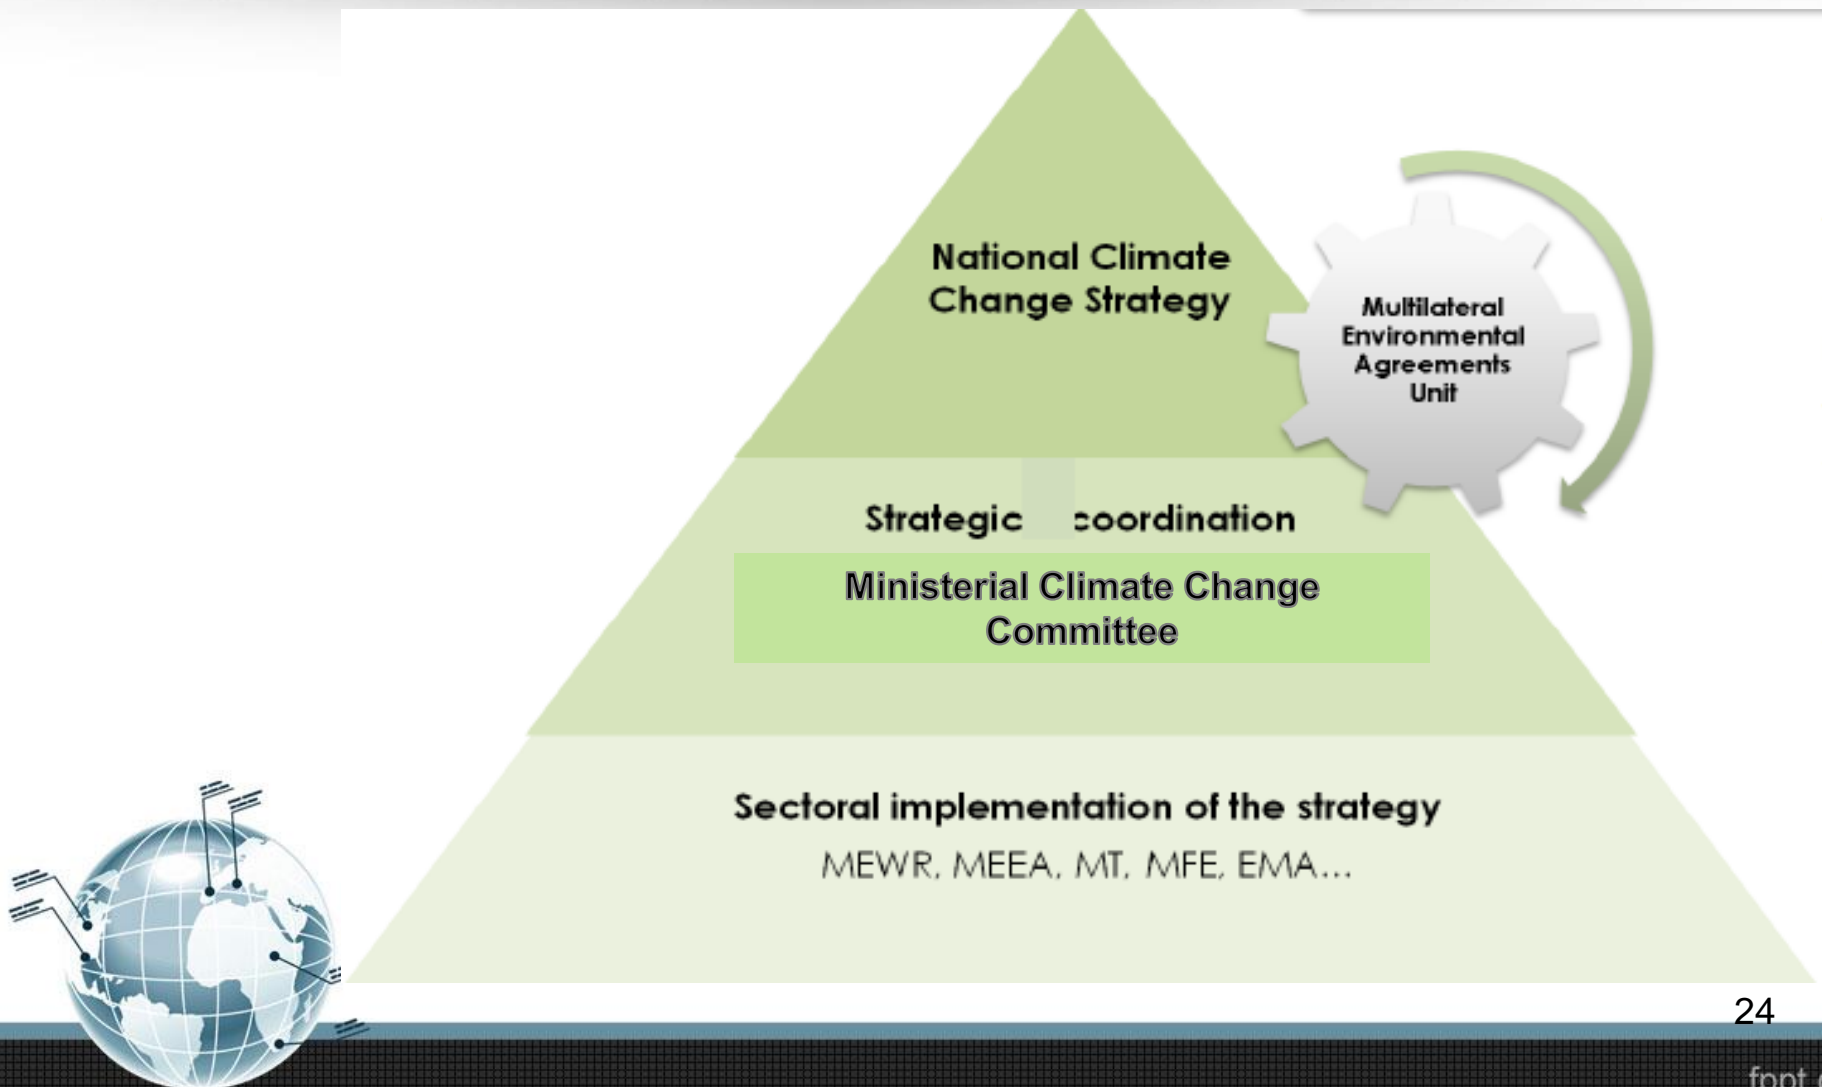 National Climate
Change Strategy
Multilateral
Environmental
Agreements
Unit
Strategic coordination
Ministerial Climate Change
Committee
Sectoral implementation of the strategy
MEWR, MEEA, MT, MFE, EMA...
24